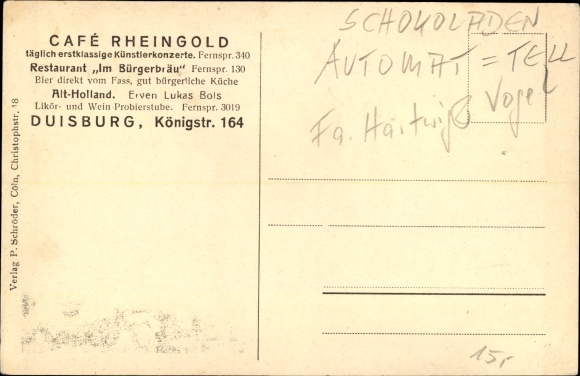 CAFÉ RHEINGOLD
täglich erstklassige Künstlerkonzerte. Fernspr. 340
Restaurant „Im Bürgerbräu“ Fernspr. 130
Bier direkt vom Fass, gut bürgerliche Küche
Alt-Holland. Erven Lukas Bols
Likör- und Wein-Probierstube. Fernspr. 3019
DUISBURG, Königstr. 164
SCHOKOLADEN
AUTOMAT = TELL
Fa. Hartwig Vogel
Verlag P. Schröder, Cöln, Christophstr. 18
15,-